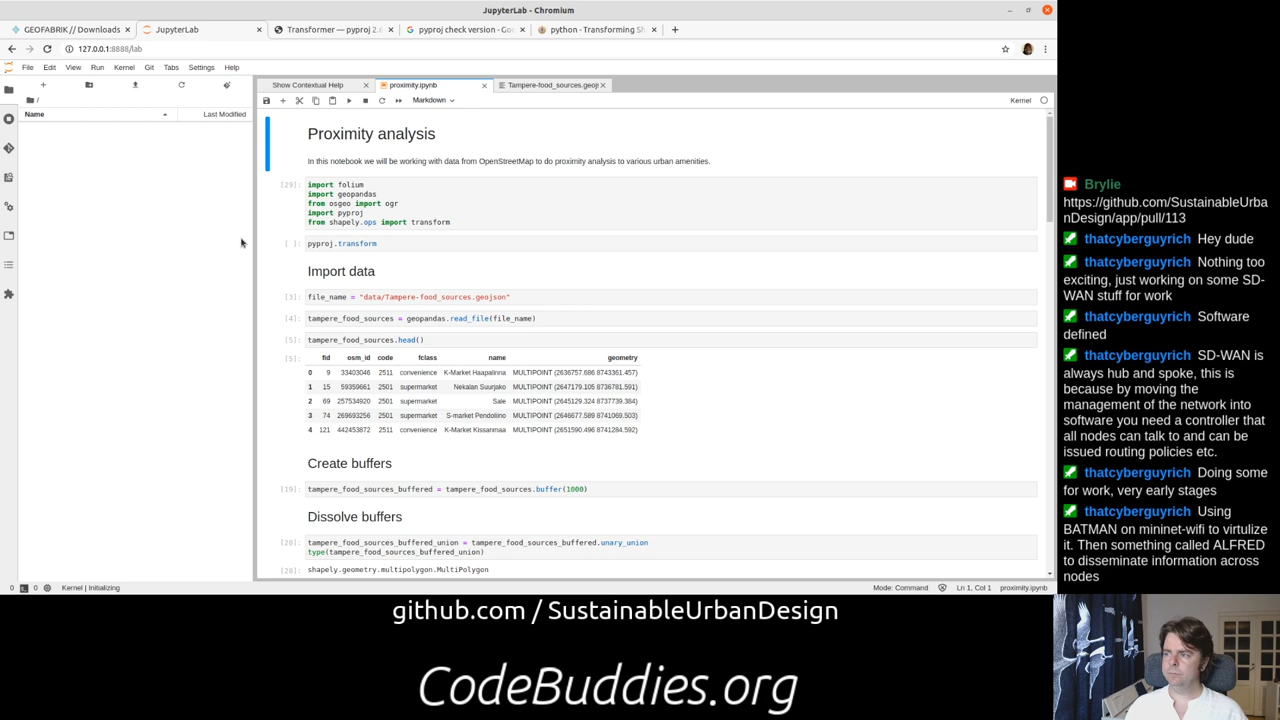 JupyterLab - Chromium
GEOFABRIK // Downloads
JupyterLab
Transformer — pyproj 2.
pyproj check version - Goo
python - Transforming Sh
127.0.0.1:8888/lab
File Edit View Run Kernel Git Tabs Settings Help
/
Name
Last Modified
Show Contextual Help
proximity.ipynb
Tampere-food_sources.geojs
Markdown
Kernel
Proximity analysis
In this notebook we will be working with data from OpenStreetMap to do proximity analysis to various urban amenities.
[29]:
import folium
import geopandas
from osgeo import ogr
import pyproj
from shapely.ops import transform
[ ]: pyproj.transform
Import data
[3]: file_name = "data/Tampere-food_sources.geojson"
[4]: tampere_food_sources = geopandas.read_file(file_name)
[5]: tampere_food_sources.head()
[5]: fid osm_id code fclass name geometry
0 9 33403046 2511 convenience K-Market Haapalinna MULTIPOINT (2636757.686 8743361.457)
1 15 59359661 2501 supermarket Nekalan Suurjako MULTIPOINT (2647179.105 8736781.591)
2 69 257534920 2501 supermarket Sale MULTIPOINT (2645129.324 8737739.384)
3 74 269693256 2501 supermarket S-market Pendoliino MULTIPOINT (2646677.589 8741069.503)
4 121 442453872 2511 convenience K-Market Kissanmaa MULTIPOINT (2651590.496 8741284.592)
Create buffers
[19]: tampere_food_sources_buffered = tampere_food_sources.buffer(1000)
Dissolve buffers
[20]: tampere_food_sources_buffered_union = tampere_food_sources_buffered.unary_union
type(tampere_food_sources_buffered_union)
[20]: shapely.geometry.multipolygon.MultiPolygon
0 0 Kernel | Initializing
Mode: Command
Ln 1, Col 1
proximity.ipynb
Brylie
https://github.com/SustainableUrba
nDesign/app/pull/113
thatcyberguyrich Hey dude
thatcyberguyrich Nothing too
exciting, just working on some SD-
WAN stuff for work
thatcyberguyrich Software
defined
thatcyberguyrich SD-WAN is
always hub and spoke, this is
because by moving the
management of the network into
software you need a controller that
all nodes can talk to and can be
issued routing policies etc.
thatcyberguyrich Doing some
for work, very early stages
thatcyberguyrich Using
BATMAN on mininet-wifi to virtulize
it. Then something called ALFRED
to disseminate information across
nodes
github.com / SustainableUrbanDesign
CodeBuddies.org